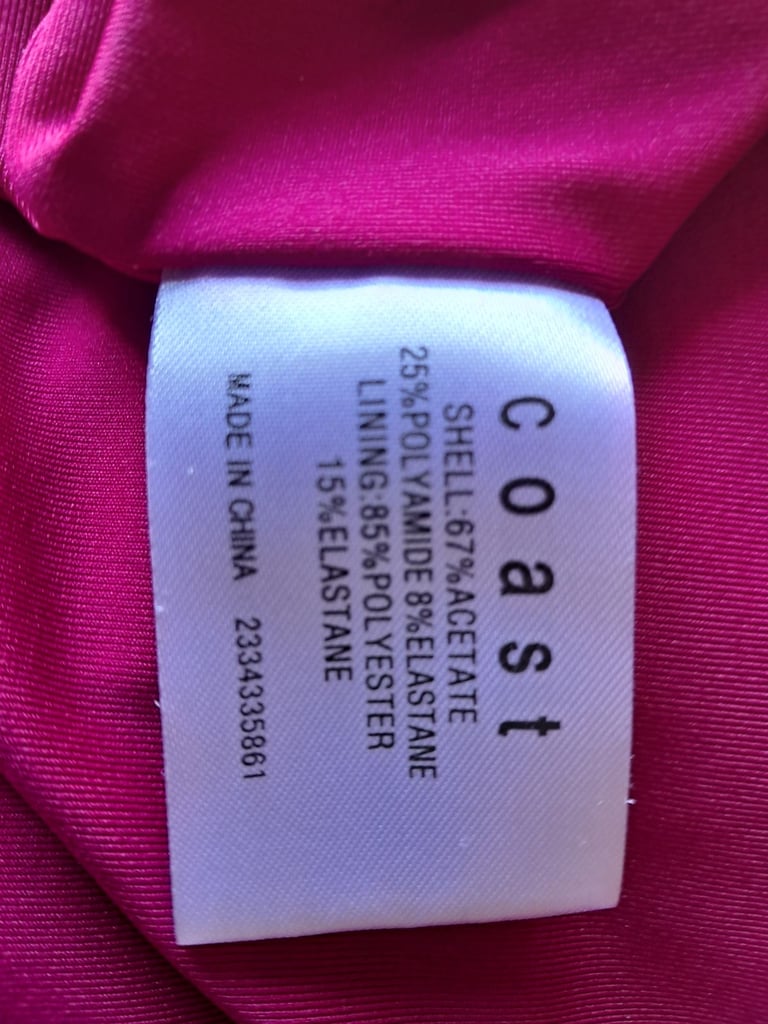 Coast
SHELL:67%ACETATE
25%POLYAMIDE 8%ELASTANE
LINING:85%POLYESTER
15%ELASTANE
MADE IN CHINA 2334335861